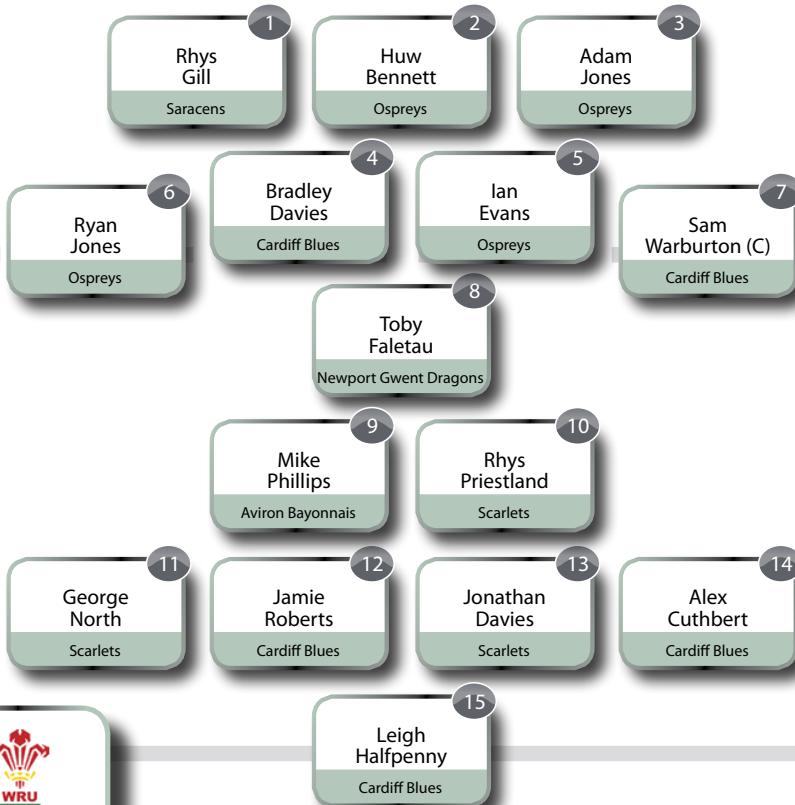 1
Rhys
Gill
Saracens
2
Huw
Bennett
Ospreys
3
Adam
Jones
Ospreys
4
Bradley
Davies
Cardiff Blues
5
Ian
Evans
Ospreys
6
Ryan
Jones
Ospreys
7
Sam
Warburton (C)
Cardiff Blues
8
Toby
Faletau
Newport Gwent Dragons
9
Mike
Phillips
Aviron Bayonnais
10
Rhys
Priestland
Scarlets
11
George
North
Scarlets
12
Jamie
Roberts
Cardiff Blues
13
Jonathan
Davies
Scarlets
14
Alex
Cuthbert
Cardiff Blues
15
Leigh
Halfpenny
Cardiff Blues
WRU